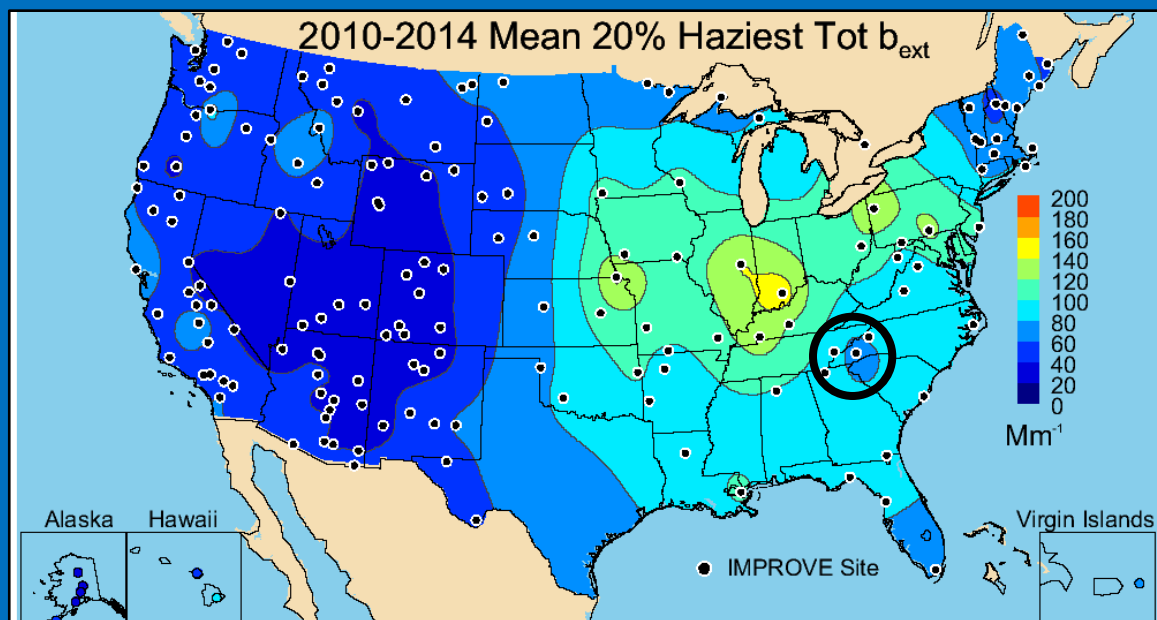 2010-2014 Mean 20% Haziest Tot b_ext
200
180
160
140
120
100
80
60
40
20
0
Mm⁻¹
Alaska
Hawaii
Virgin Islands
IMPROVE Site